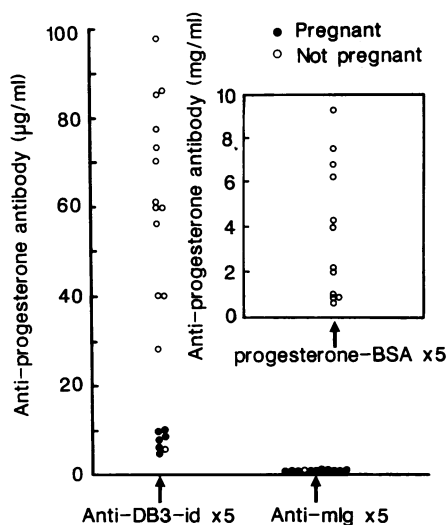 ● Pregnant
○ Not pregnant
Anti-progesterone antibody (µg/ml)
100
80
60
40
20
0
Anti-progesterone antibody (mg/ml)
10
8
6
4
2
0
progesterone-BSA x5
Anti-DB3-id x5
Anti-mIg x5